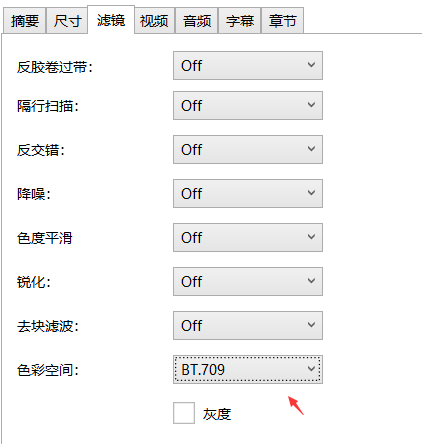 摘要 尺寸 滤镜 视频 音频 字幕 章节
反胶卷过带: Off
隔行扫描: Off
反交错: Off
降噪: Off
色度平滑 Off
锐化: Off
去块滤波: Off
色彩空间: BT.709
灰度